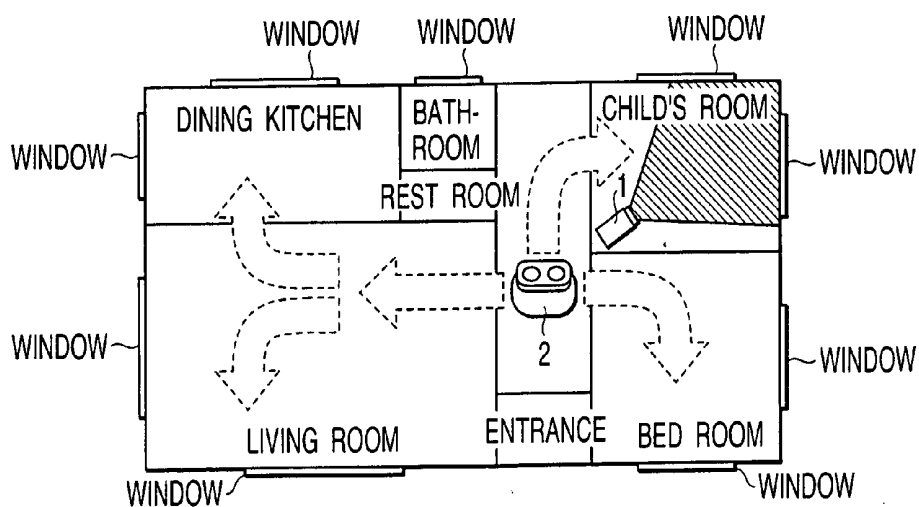 WINDOW
WINDOW
WINDOW
DINING KITCHEN
BATH-
ROOM
CHILD'S ROOM
WINDOW
WINDOW
REST ROOM
1
WINDOW
2
WINDOW
LIVING ROOM
ENTRANCE
BED ROOM
WINDOW
WINDOW